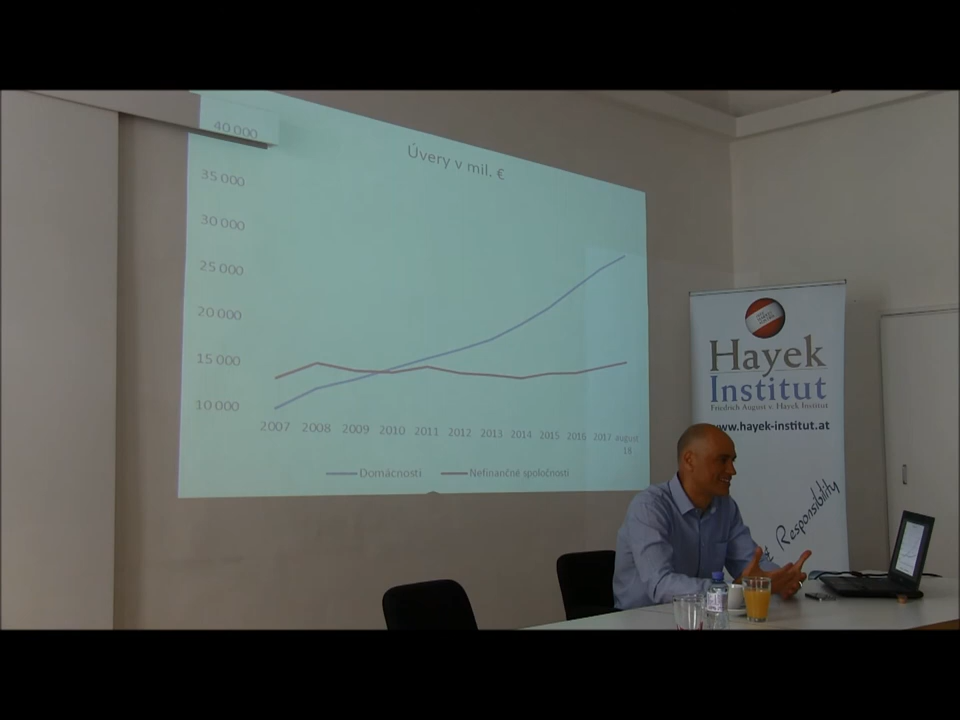 Úvery v mil. €
40 000
35 000
30 000
25 000
20 000
15 000
10 000
2007 2008 2009 2010 2011 2012 2013 2014 2015 2016 2017 august
18
Domácnosti Nefinančné spoločnosti
Hayek
Institut
Friedrich August v. Hayek Institut
www.hayek-institut.at
Responsibility